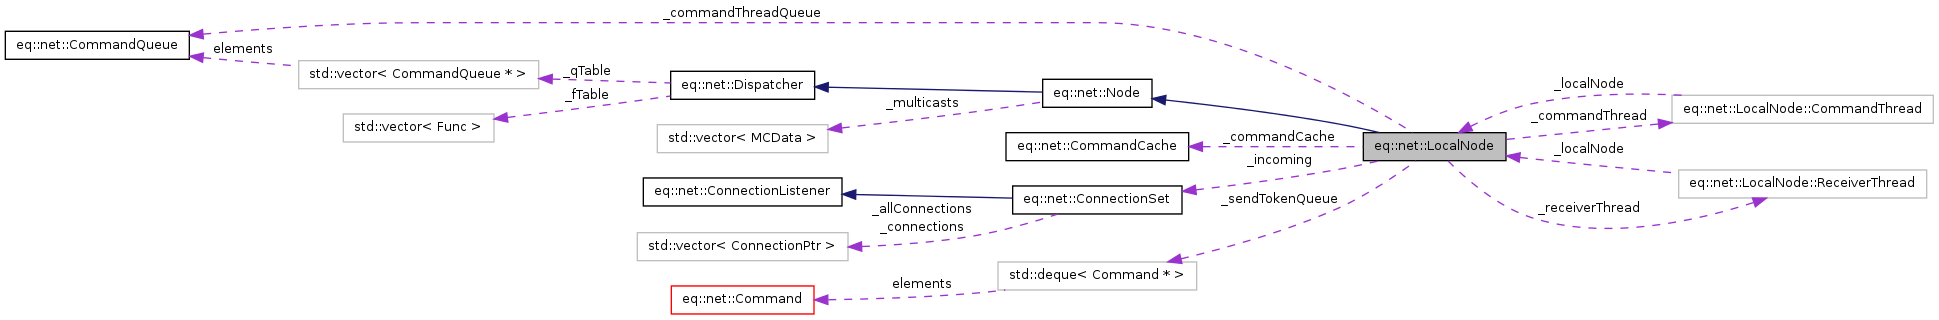 _commandThreadQueue
eq::net::CommandQueue
elements
std::vector< CommandQueue * >
_qTable
_fTable
std::vector< Func >
eq::net::Dispatcher
_multicasts
std::vector< MCData >
eq::net::Node
_commandCache
eq::net::CommandCache
_incoming
eq::net::ConnectionListener
eq::net::ConnectionSet
_allConnections
_connections
std::vector< ConnectionPtr >
_sendTokenQueue
std::deque< Command * >
elements
eq::net::Command
eq::net::LocalNode
_localNode
eq::net::LocalNode::CommandThread
_commandThread
_localNode
eq::net::LocalNode::ReceiverThread
_receiverThread